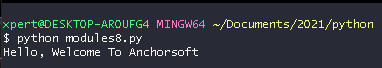 xpert@DESKTOP-AROUFG4 MINGW64 ~/Documents/2021/python
$ python modules8.py
Hello, Welcome To Anchorsoft